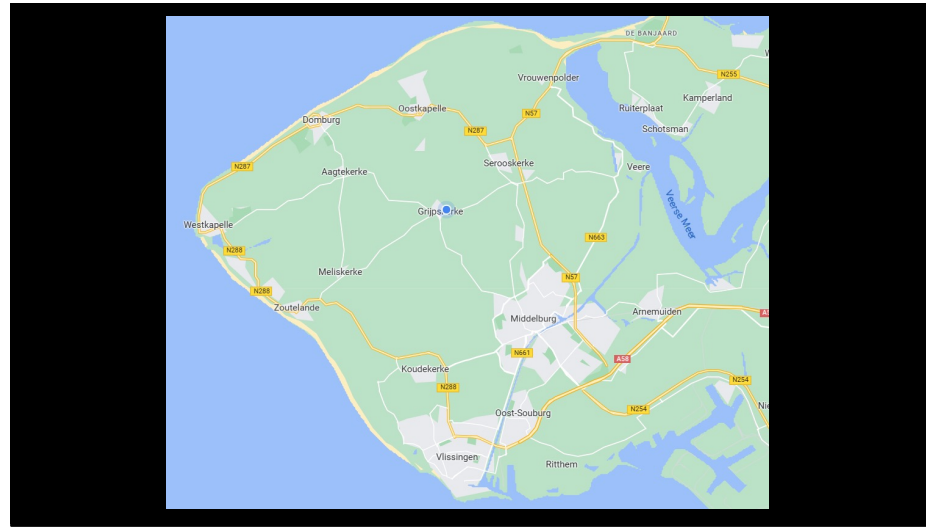 DE BANJAARD
Vrouwenpolder
N255
Kamperland
Oostkapelle
Ruiterplaat
Domburg
N57
Schotsman
N287
Serooskerke
N287
Veere
Aagtekerke
Veerse Meer
Westkapelle
N663
N288
Meliskerke
N57
N288
Zoutelande
Arnemuiden
Middelburg
N661
A58
Koudekerke
N288
N254
N254
Oost-Souburg
Vlissingen
Ritthem